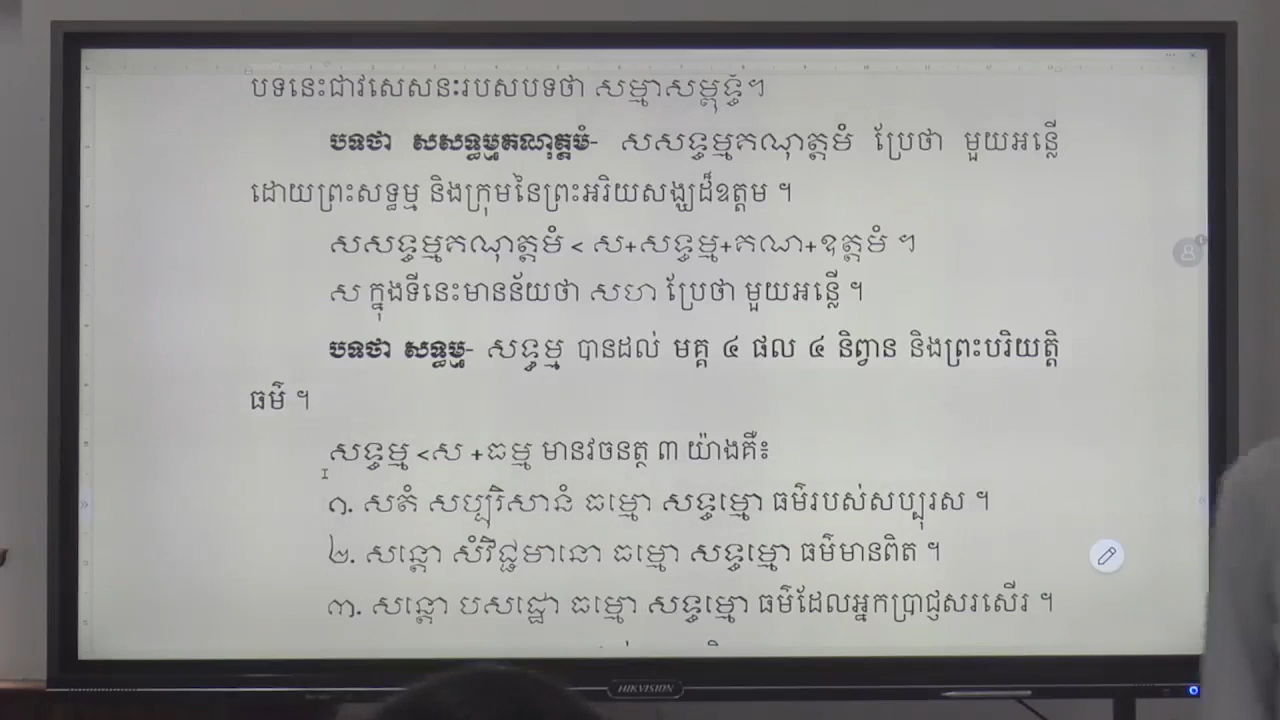 បទនេះជាវិសេសនៈរបស់បទថា សម្មាសម្ពុទ្ធំ។
បទថា សសទ្ធម្មគណុត្តមំ- សសទ្ធម្មគណុត្តមំ ប្រែថា មួយអន្លើ
ដោយព្រះសទ្ធម្ម និងក្រុមនៃព្រះអរិយសង្ឃដ៏ឧត្តម ។
សសទ្ធម្មគណុត្តមំ < ស+សទ្ធម្ម+គណ+ឧត្តមំ ។
ស ក្នុងទីនេះមានន័យថា សហ ប្រែថា មួយអន្លើ ។
បទថា សទ្ធម្ម- សទ្ធម្ម បានដល់ មគ្គ ៤ ផល ៤ និព្វាន និងព្រះបរិយត្តិ
ធម៌ ។
សទ្ធម្ម <ស +ធម្ម មានវចនត្ថ ៣ យ៉ាងគឺ៖
១. សតំ សប្បុរិសានំ ធម្មោ សទ្ធម្មោ ធម៌របស់សប្បុរស ។
២. សន្តោ សំវិជ្ជមានោ ធម្មោ សទ្ធម្មោ ធម៌មានពិត ។
៣. សន្តោ បសដ្ឋោ ធម្មោ សទ្ធម្មោ ធម៌ដែលអ្នកប្រាជ្ញសរសើរ ។
HIKVISION